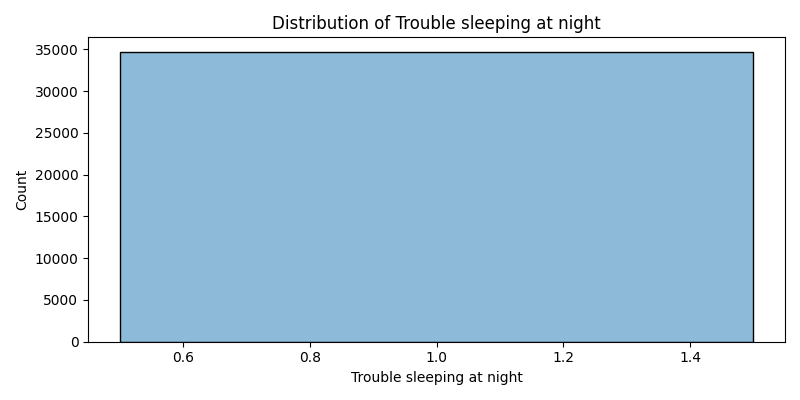 Distribution of Trouble sleeping at night
35000
30000
25000
20000
15000
10000
5000
0
Count
0.6 0.8 1.0 1.2 1.4
Trouble sleeping at night